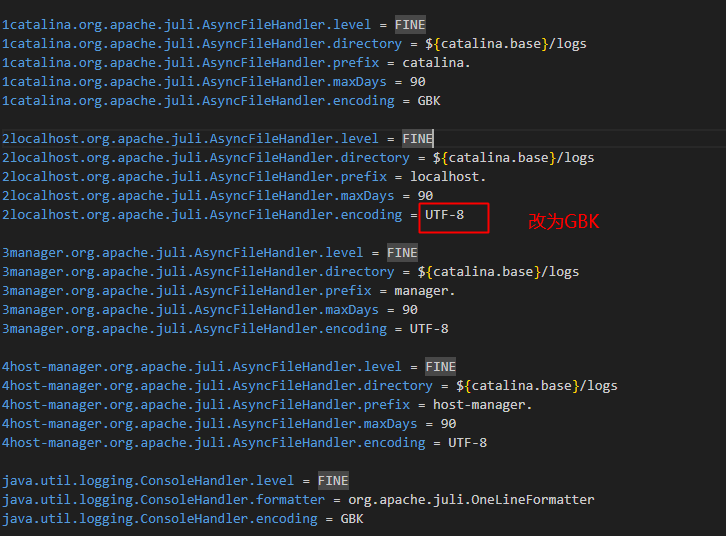 1catalina.org.apache.juli.AsyncFileHandler.level = FINE
1catalina.org.apache.juli.AsyncFileHandler.directory = ${catalina.base}/logs
1catalina.org.apache.juli.AsyncFileHandler.prefix = catalina.
1catalina.org.apache.juli.AsyncFileHandler.maxDays = 90
1catalina.org.apache.juli.AsyncFileHandler.encoding = GBK
2localhost.org.apache.juli.AsyncFileHandler.level = FINE
2localhost.org.apache.juli.AsyncFileHandler.directory = ${catalina.base}/logs
2localhost.org.apache.juli.AsyncFileHandler.prefix = localhost.
2localhost.org.apache.juli.AsyncFileHandler.maxDays = 90
2localhost.org.apache.juli.AsyncFileHandler.encoding = UTF-8
改为GBK
3manager.org.apache.juli.AsyncFileHandler.level = FINE
3manager.org.apache.juli.AsyncFileHandler.directory = ${catalina.base}/logs
3manager.org.apache.juli.AsyncFileHandler.prefix = manager.
3manager.org.apache.juli.AsyncFileHandler.maxDays = 90
3manager.org.apache.juli.AsyncFileHandler.encoding = UTF-8
4host-manager.org.apache.juli.AsyncFileHandler.level = FINE
4host-manager.org.apache.juli.AsyncFileHandler.directory = ${catalina.base}/logs
4host-manager.org.apache.juli.AsyncFileHandler.prefix = host-manager.
4host-manager.org.apache.juli.AsyncFileHandler.maxDays = 90
4host-manager.org.apache.juli.AsyncFileHandler.encoding = UTF-8
java.util.logging.ConsoleHandler.level = FINE
java.util.logging.ConsoleHandler.formatter = org.apache.juli.OneLineFormatter
java.util.logging.ConsoleHandler.encoding = GBK